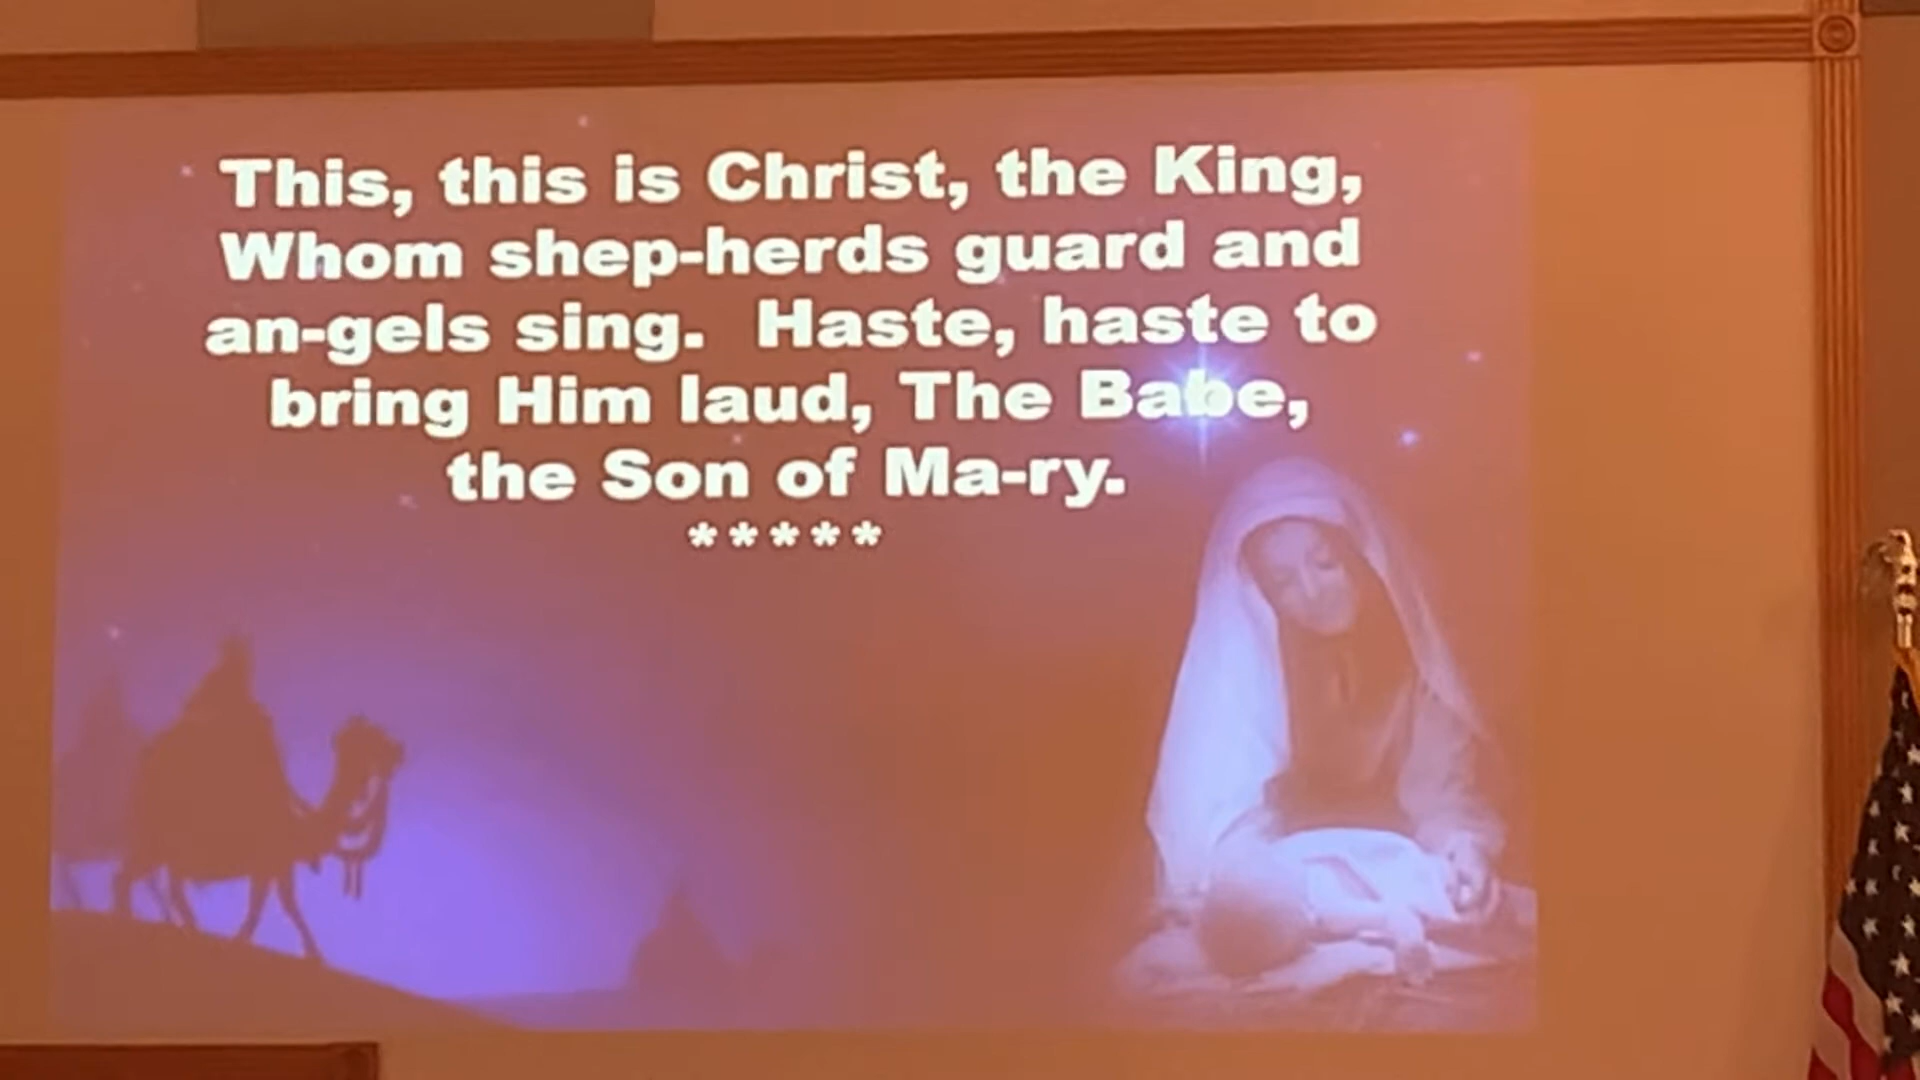 This, this is Christ, the King,
Whom shep-herds guard and
an-gels sing.  Haste, haste to
bring Him laud, The Babe,
the Son of Ma-ry.
*****